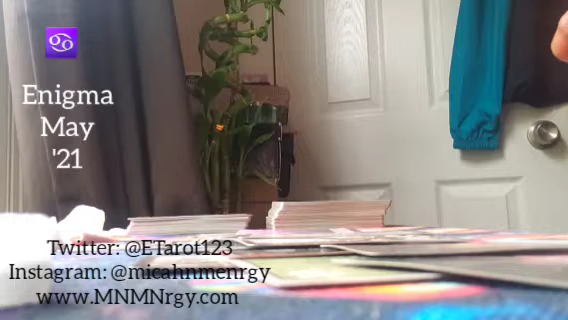 ♋
Enigma
May
'21
Twitter: @ETarot123
Instagram: @micahnmenrgy
www.MNMNrgy.com